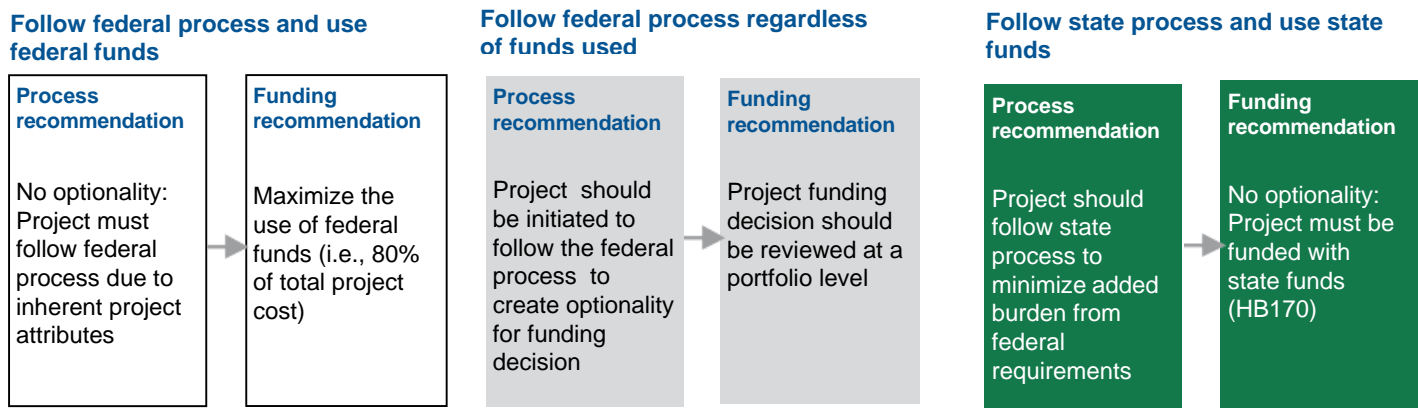 Follow federal process and use
federal funds
Process
recommendation
No optionality:
Project must
follow federal
process due to
inherent project
attributes
Funding
recommendation
Maximize the
use of federal
funds (i.e., 80%
of total project
cost)
Follow federal process regardless
of funds used
Process
recommendation
Project should
be initiated to
follow the federal
process to
create optionality
for funding
decision
Funding
recommendation
Project funding
decision should
be reviewed at a
portfolio level
Follow state process and use state
funds
Process
recommendation
Project should
follow state
process to
minimize added
burden from
federal
requirements
Funding
recommendation
No optionality:
Project must be
funded with
state funds
(HB170)